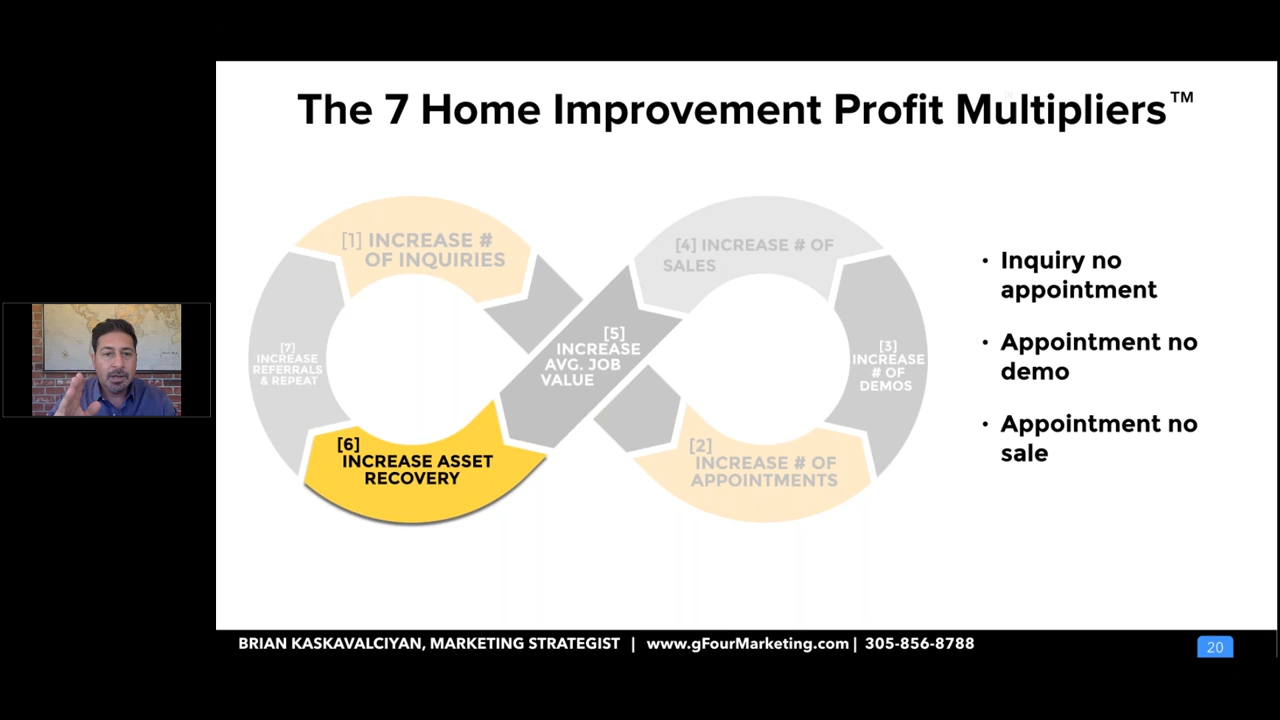 The 7 Home Improvement Profit Multipliers™
[1] INCREASE #
OF INQUIRIES
[4] INCREASE # OF
SALES
[5]
INCREASE
AVG. JOB
VALUE
[7]
INCREASE
REFERRALS
& REPEAT
[3]
INCREASE
# OF
DEMOS
[6]
INCREASE ASSET
RECOVERY
[2]
INCREASE # OF
APPOINTMENTS
• Inquiry no
appointment
• Appointment no
demo
• Appointment no
sale
BRIAN KASKAVALCIYAN, MARKETING STRATEGIST | www.gFourMarketing.com | 305-856-8788
20